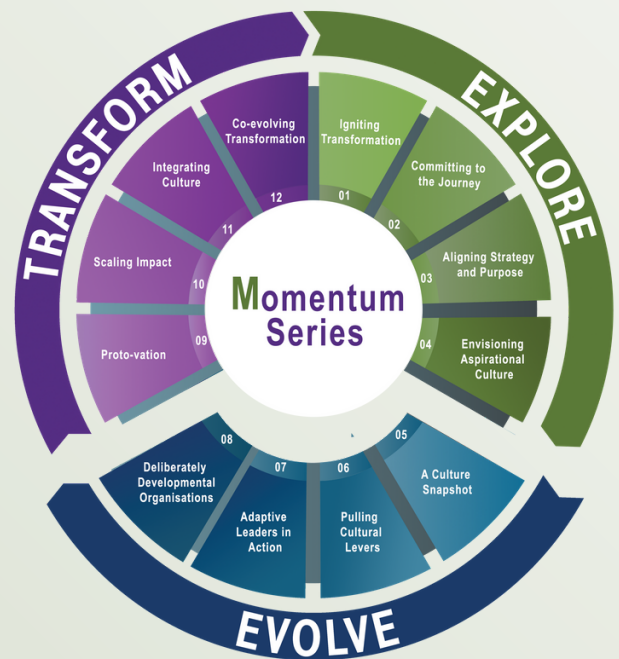 TRANSFORM
EXPLORE
EVOLVE
Momentum
Series
Igniting
Transformation
01
Committing to
the Journey
02
Aligning Strategy
and Purpose
03
Envisioning
Aspirational
Culture
04
A Culture
Snapshot
05
Pulling
Cultural
Levers
06
Adaptive
Leaders in
Action
07
Deliberately
Developmental
Organisations
08
Proto-vation
09
Scaling Impact
10
Integrating
Culture
11
Co-evolving
Transformation
12